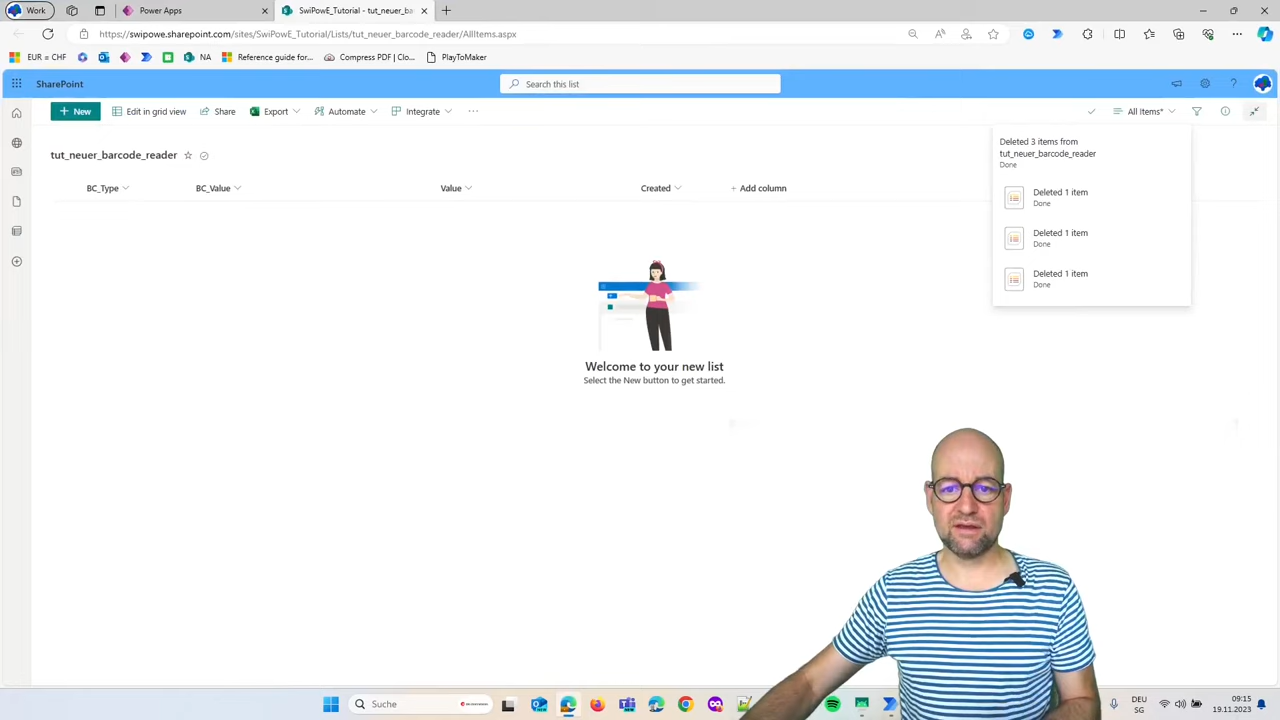 Work
Power Apps
SwiPowE_Tutorial - tut_neuer_ba
https://swipowe.sharepoint.com/sites/SwiPowE_Tutorial/Lists/tut_neuer_barcode_reader/AllItems.aspx
EUR = CHF
NA
Reference guide for...
Compress PDF | Clo...
PlayToMaker
SharePoint
Search this list
New
Edit in grid view
Share
Export
Automate
Integrate
All Items*
tut_neuer_barcode_reader
Deleted 3 items from
tut_neuer_barcode_reader
Done
BC_Type
BC_Value
Value
Created
+ Add column
Deleted 1 item
Done
Deleted 1 item
Done
Deleted 1 item
Done
Welcome to your new list
Select the New button to get started.
Suche
DEU
SG
09:15
19.11.2023